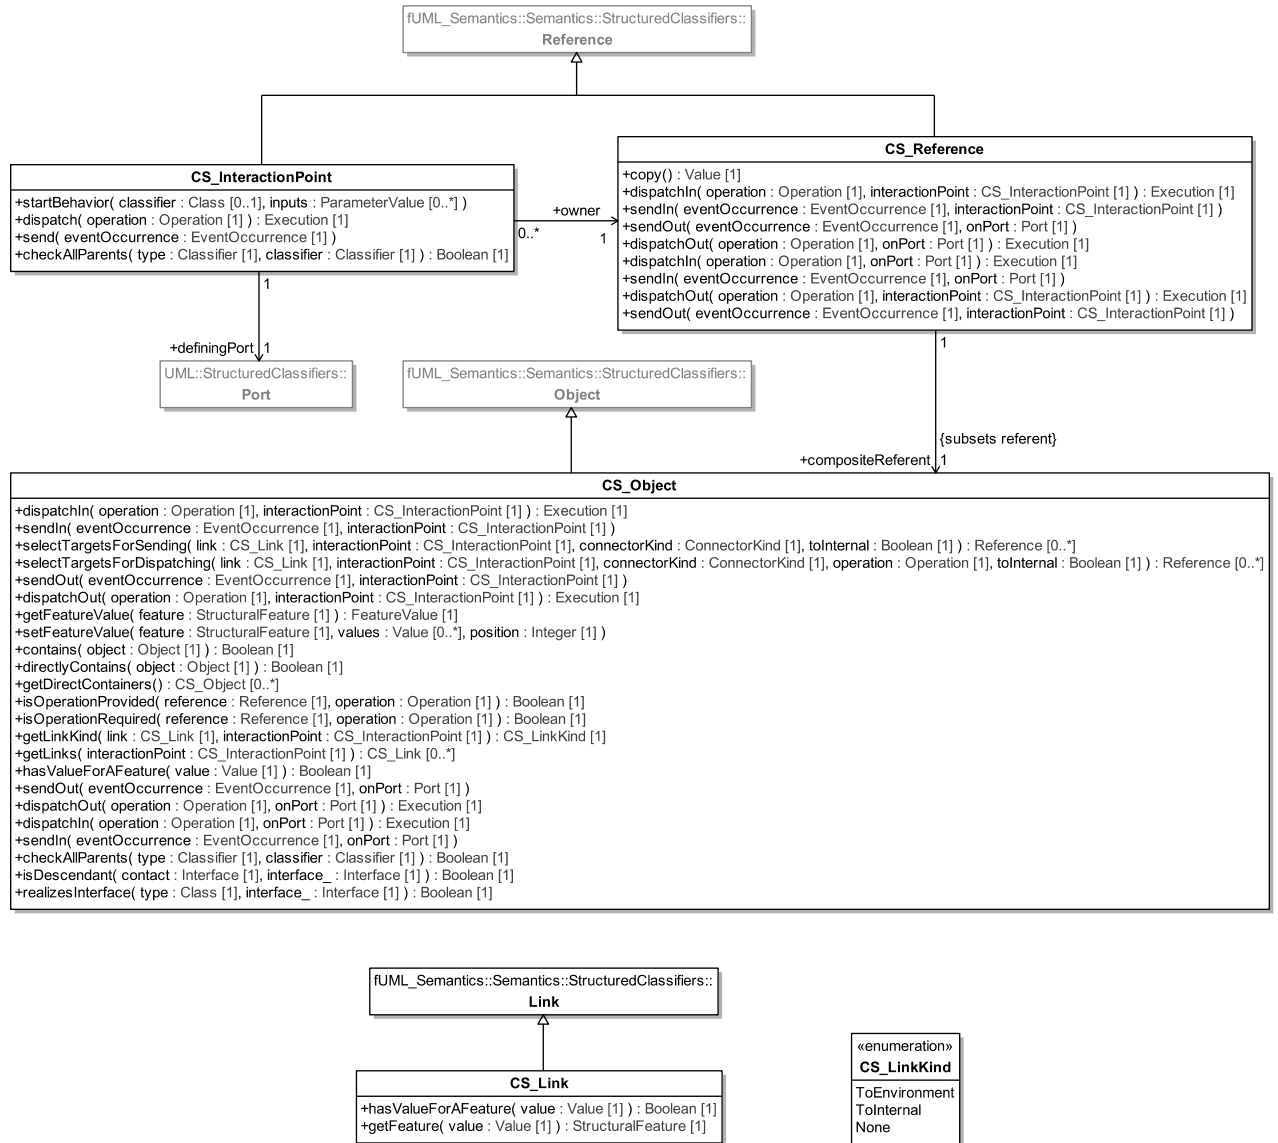 fUML_Semantics::Semantics::StructuredClassifiers::
Reference
CS_InteractionPoint
+startBehavior( classifier : Class [0..1], inputs : ParameterValue [0..*] )
+dispatch( operation : Operation [1] ) : Execution [1]
+send( eventOccurrence : EventOccurrence [1] )
+checkAllParents( type : Classifier [1], classifier : Classifier [1] ) : Boolean [1]
+owner
0..*
1
CS_Reference
+copy() : Value [1]
+dispatchIn( operation : Operation [1], interactionPoint : CS_InteractionPoint [1] ) : Execution [1]
+sendIn( eventOccurrence : EventOccurrence [1], interactionPoint : CS_InteractionPoint [1] )
+sendOut( eventOccurrence : EventOccurrence [1], onPort : Port [1] )
+dispatchOut( operation : Operation [1], onPort : Port [1] ) : Execution [1]
+dispatchIn( operation : Operation [1], onPort : Port [1] ) : Execution [1]
+sendIn( eventOccurrence : EventOccurrence [1], onPort : Port [1] )
+dispatchOut( operation : Operation [1], interactionPoint : CS_InteractionPoint [1] ) : Execution [1]
+sendOut( eventOccurrence : EventOccurrence [1], interactionPoint : CS_InteractionPoint [1] )
1
+definingPort
1
UML::StructuredClassifiers::
Port
fUML_Semantics::Semantics::StructuredClassifiers::
Object
1
{subsets referent}
+compositeReferent
1
CS_Object
+dispatchIn( operation : Operation [1], interactionPoint : CS_InteractionPoint [1] ) : Execution [1]
+sendIn( eventOccurrence : EventOccurrence [1], interactionPoint : CS_InteractionPoint [1] )
+selectTargetsForSending( link : CS_Link [1], interactionPoint : CS_InteractionPoint [1], connectorKind : ConnectorKind [1], toInternal : Boolean [1] ) : Reference [0..*]
+selectTargetsForDispatching( link : CS_Link [1], interactionPoint : CS_InteractionPoint [1], connectorKind : ConnectorKind [1], operation : Operation [1], toInternal : Boolean [1] ) : Reference [0..*]
+sendOut( eventOccurrence : EventOccurrence [1], interactionPoint : CS_InteractionPoint [1] )
+dispatchOut( operation : Operation [1], interactionPoint : CS_InteractionPoint [1] ) : Execution [1]
+getFeatureValue( feature : StructuralFeature [1] ) : FeatureValue [1]
+setFeatureValue( feature : StructuralFeature [1], values : Value [0..*], position : Integer [1] )
+contains( object : Object [1] ) : Boolean [1]
+directlyContains( object : Object [1] ) : Boolean [1]
+getDirectContainers() : CS_Object [0..*]
+isOperationProvided( reference : Reference [1], operation : Operation [1] ) : Boolean [1]
+isOperationRequired( reference : Reference [1], operation : Operation [1] ) : Boolean [1]
+getLinkKind( link : CS_Link [1], interactionPoint : CS_InteractionPoint [1] ) : CS_LinkKind [1]
+getLinks( interactionPoint : CS_InteractionPoint [1] ) : CS_Link [0..*]
+hasValueForAFeature( value : Value [1] ) : Boolean [1]
+sendOut( eventOccurrence : EventOccurrence [1], onPort : Port [1] )
+dispatchOut( operation : Operation [1], onPort : Port [1] ) : Execution [1]
+dispatchIn( operation : Operation [1], onPort : Port [1] ) : Execution [1]
+sendIn( eventOccurrence : EventOccurrence [1], onPort : Port [1] )
+checkAllParents( type : Classifier [1], classifier : Classifier [1] ) : Boolean [1]
+isDescendant( contact : Interface [1], interface_ : Interface [1] ) : Boolean [1]
+realizesInterface( type : Class [1], interface_ : Interface [1] ) : Boolean [1]
fUML_Semantics::Semantics::StructuredClassifiers::
Link
CS_Link
+hasValueForAFeature( value : Value [1] ) : Boolean [1]
+getFeature( value : Value [1] ) : StructuralFeature [1]
«enumeration»
CS_LinkKind
ToEnvironment
ToInternal
None